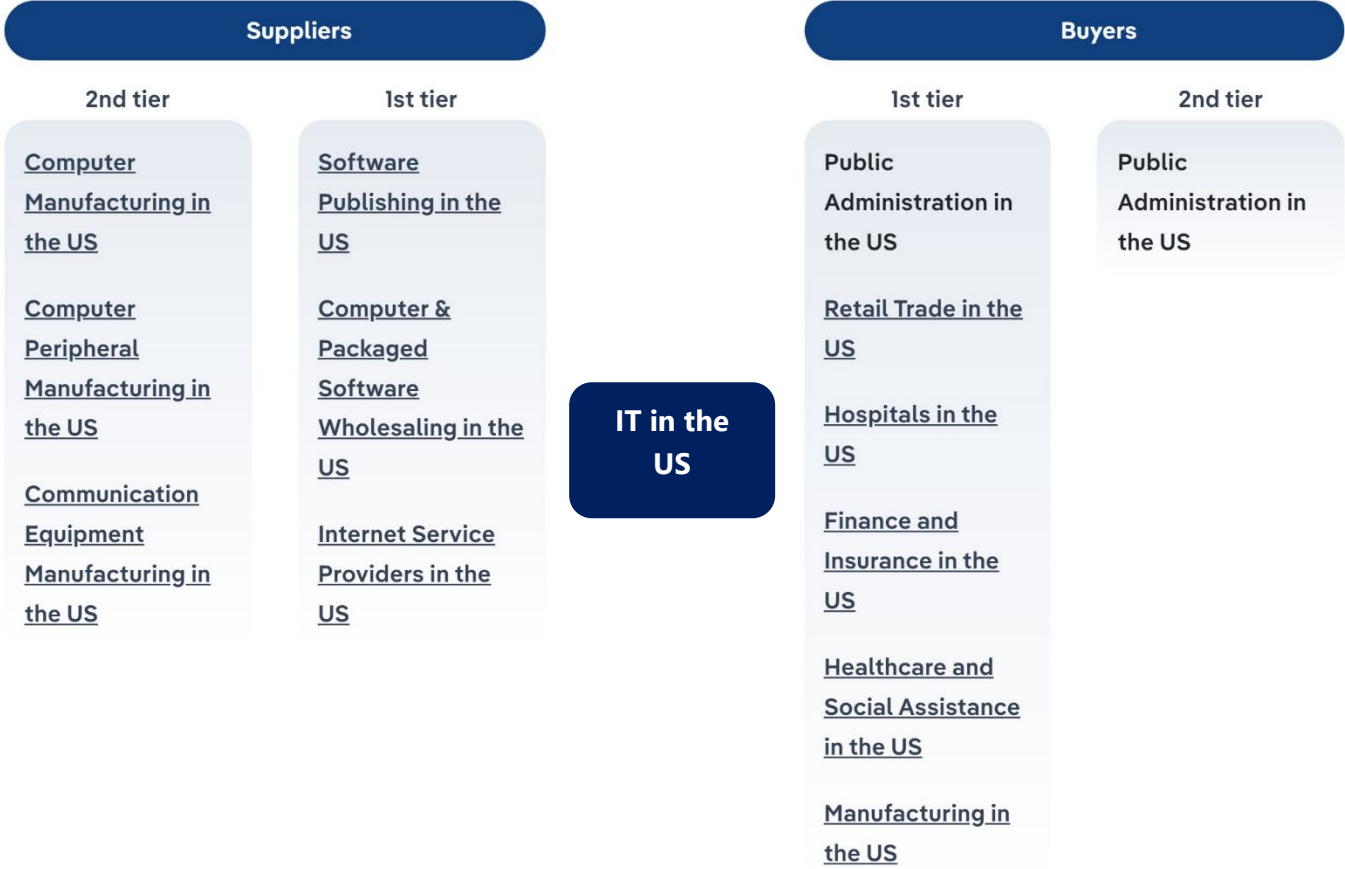 Suppliers
2nd tier
Computer
Manufacturing in
the US
Computer
Peripheral
Manufacturing in
the US
Communication
Equipment
Manufacturing in
the US
1st tier
Software
Publishing in the
US
Computer &
Packaged
Software
Wholesaling in the
US
Internet Service
Providers in the
US
IT in the
US
Buyers
1st tier
Public
Administration in
the US
Retail Trade in the
US
Hospitals in the
US
Finance and
Insurance in the
US
Healthcare and
Social Assistance
in the US
Manufacturing in
the US
2nd tier
Public
Administration in
the US